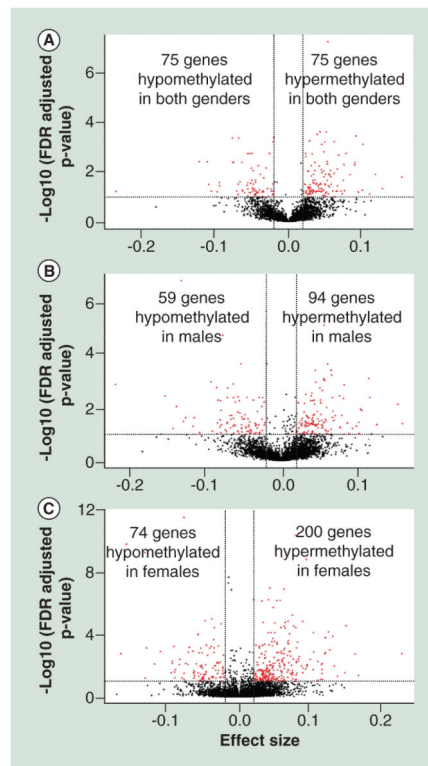 A
-Log10 (FDR adjusted
p-value)
75 genes
hypomethylated
in both genders
75 genes
hypermethylated
in both genders
6
4
2
0
-0.2
-0.1
0.0
0.1
B
-Log10 (FDR adjusted
p-value)
59 genes
hypomethylated
in males
94 genes
hypermethylated
in males
6
4
2
0
-0.2
-0.1
0.0
0.1
C
-Log10 (FDR adjusted
p-value)
74 genes
hypomethylated
in females
200 genes
hypermethylated
in females
12
8
4
0
-0.1
0.0
0.1
0.2
Effect size